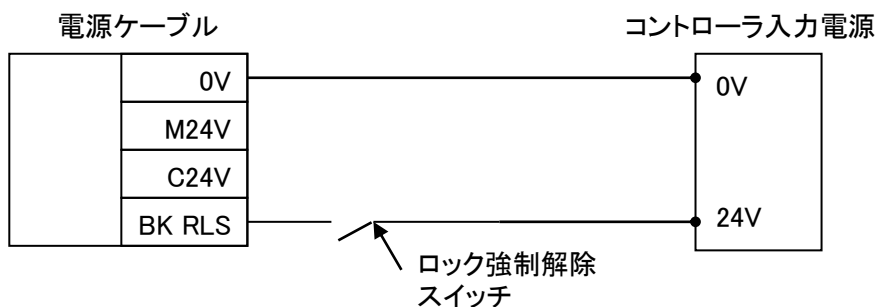 電源ケーブル
コントローラ入力電源
0V
M24V
C24V
BK RLS
0V
24V
ロック強制解除
スイッチ